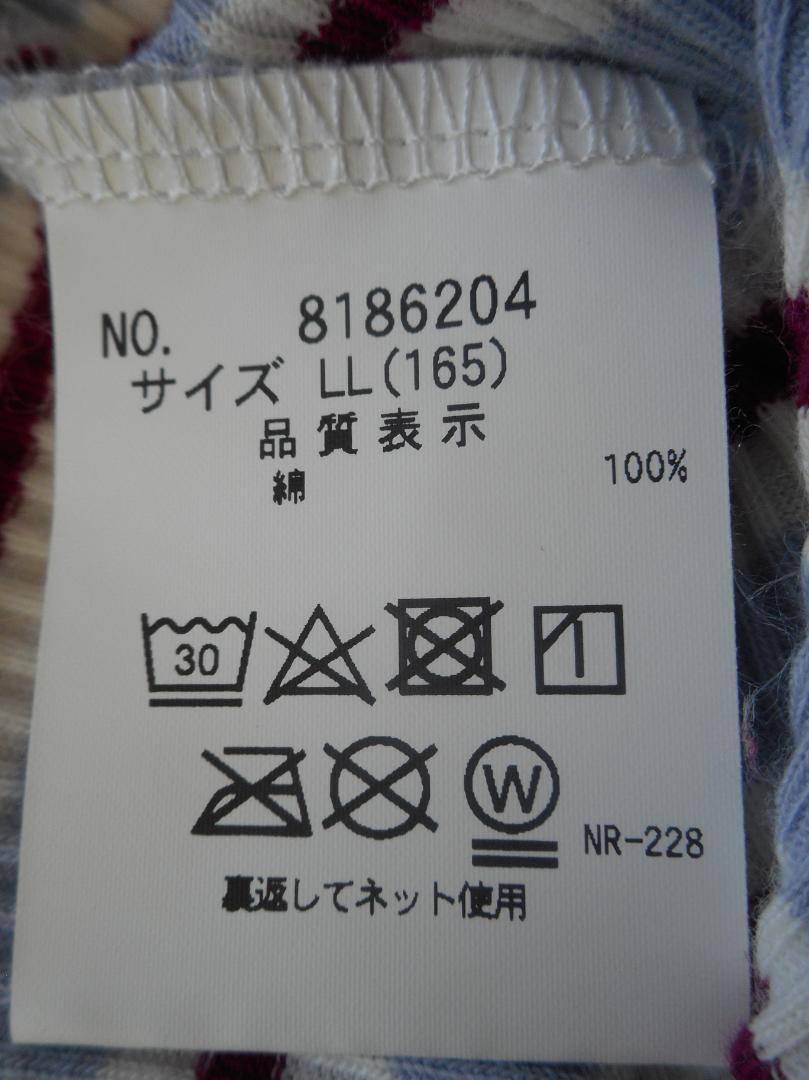 NO. 8186204
サイズ LL(165)
品質表示
綿 100%
30
W
NR-228
裏返してネット使用